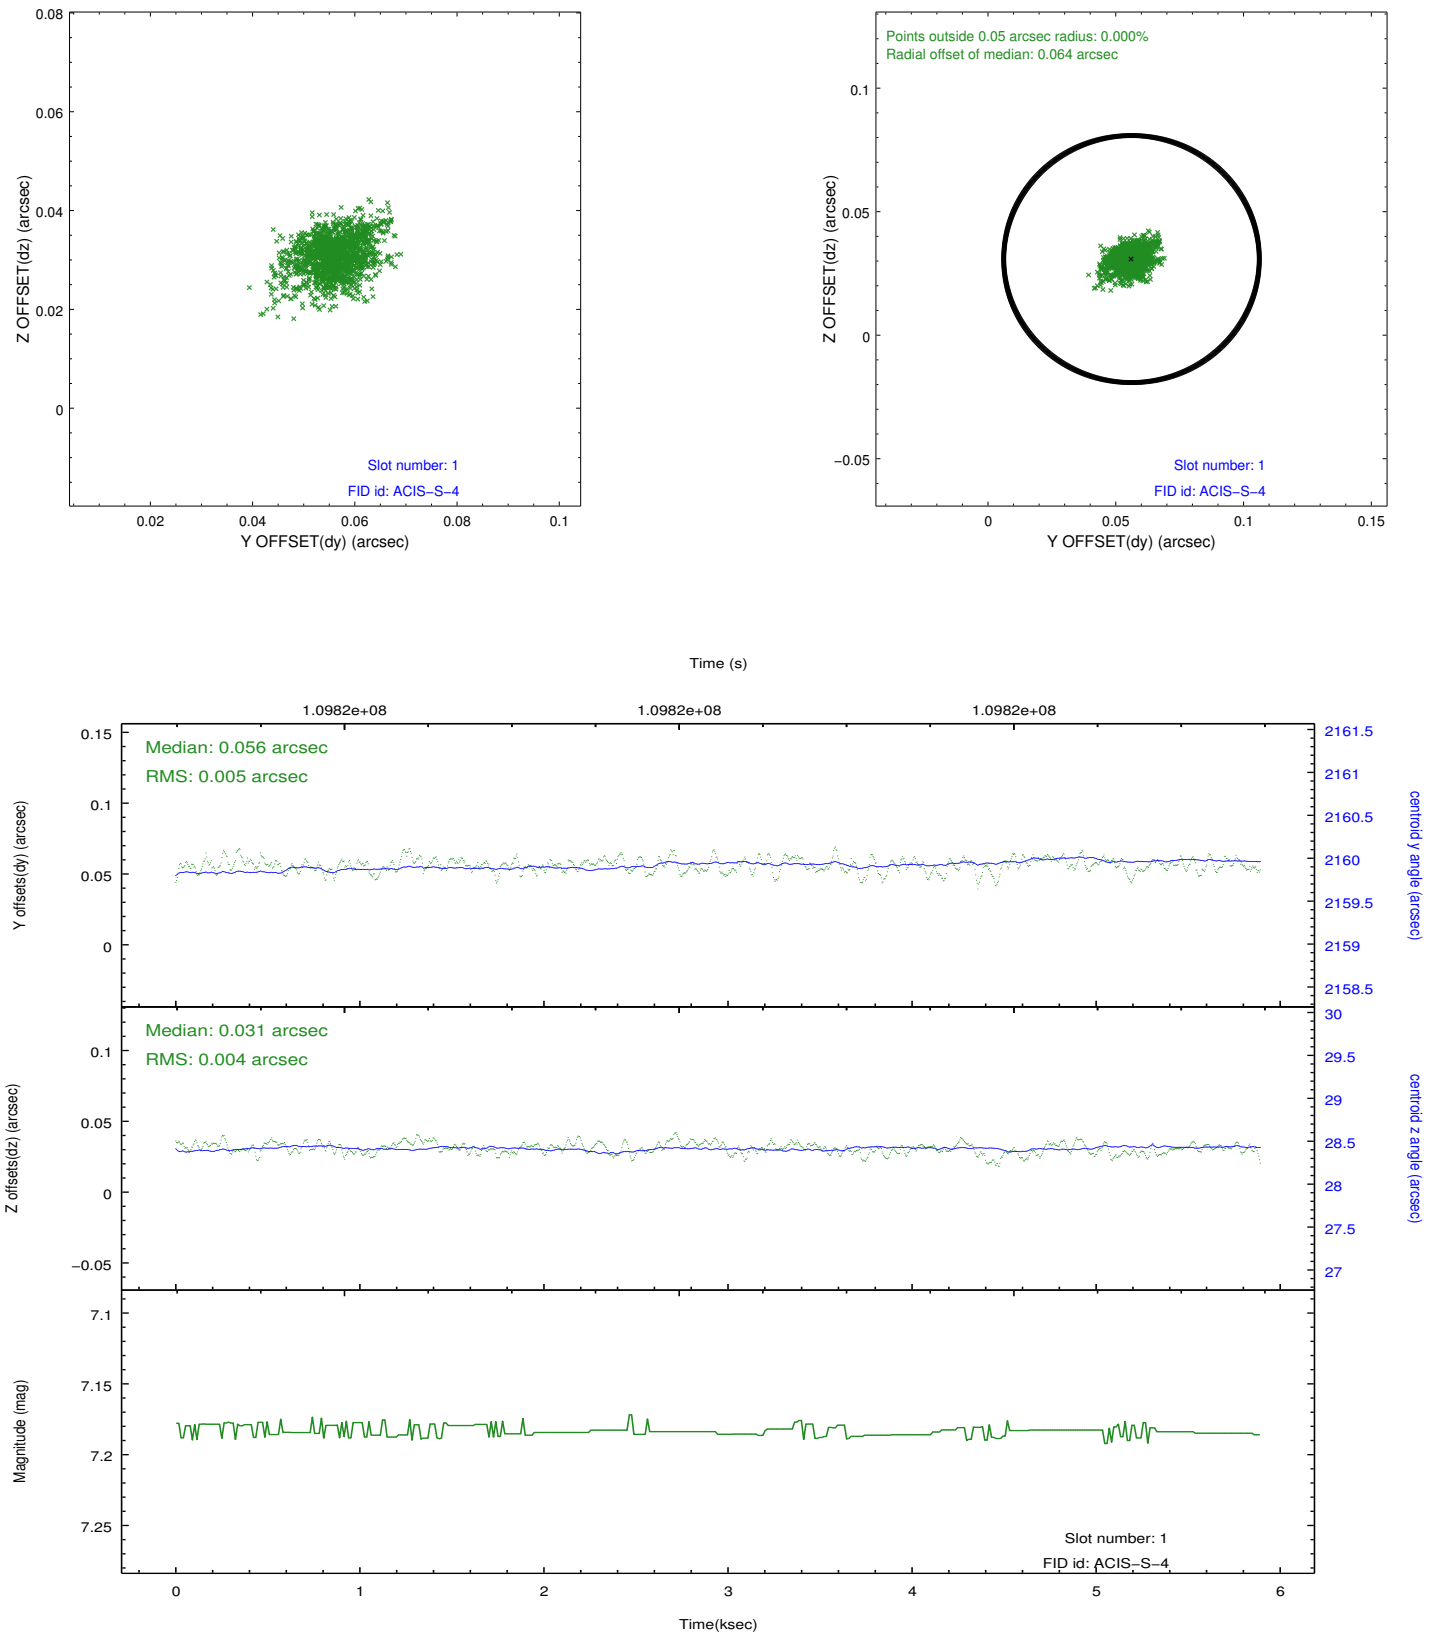 0.08
0.06
0.04
0.02
0
Z OFFSET(dz) (arcsec)
Slot number: 1
FID id: ACIS−S−4
0.02 0.04 0.06 0.08 0.1
Y OFFSET(dy) (arcsec)
Points outside 0.05 arcsec radius: 0.000%
Radial offset of median: 0.064 arcsec
0.1
0.05
0
−0.05
Z OFFSET(dz) (arcsec)
Slot number: 1
FID id: ACIS−S−4
0 0.05 0.1 0.15
Y OFFSET(dy) (arcsec)
Time (s)
1.0982e+08 1.0982e+08 1.0982e+08
Median: 0.056 arcsec
RMS: 0.005 arcsec
0.15
0.1
0.05
0
Y offsets(dy) (arcsec)
2161.5
2161
2160.5
2160
2159.5
2159
2158.5
centroid y angle (arcsec)
Median: 0.031 arcsec
RMS: 0.004 arcsec
0.1
0.05
0
−0.05
Z offsets(dz) (arcsec)
30
29.5
29
28.5
28
27.5
27
centroid z angle (arcsec)
7.1
7.15
7.2
7.25
Magnitude (mag)
Slot number: 1
FID id: ACIS−S−4
0 1 2 3 4 5 6
Time(ksec)